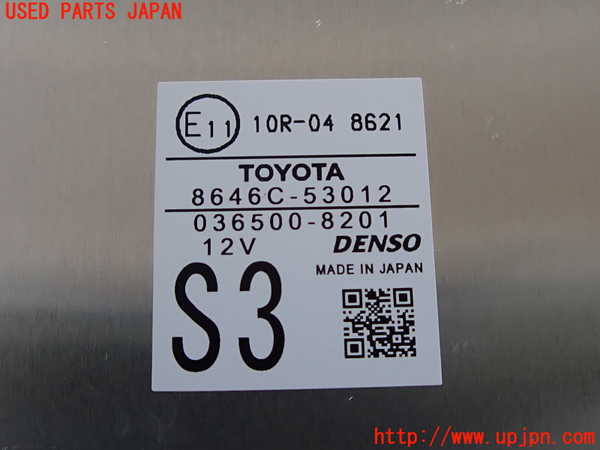 USED PARTS JAPAN
E11 10R-04 8621
TOYOTA
8646C-53012
036500-8201
12V DENSO
MADE IN JAPAN
S3
http://www.upjpn.com/